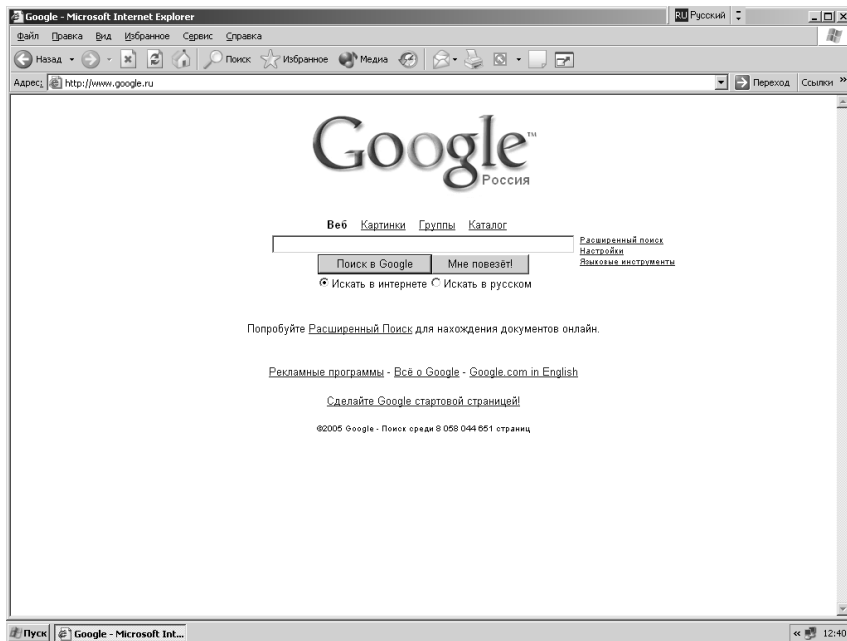 Google - Microsoft Internet Explorer
RU Русский
Файл Правка Вид Избранное Сервис Справка
Назад Поиск Избранное Медиа
Адрес: http://www.google.ru Переход Ссылки »
Google™
Россия
Веб Картинки Группы Каталог
Расширенный поиск
Настройки
Языковые инструменты
Поиск в Google Мне повезёт!
Искать в интернете Искать в русском
Попробуйте Расширенный Поиск для нахождения документов онлайн.
Рекламные программы - Всё о Google - Google.com in English
Сделайте Google стартовой страницей!
©2005 Google - Поиск среди 8 058 044 651 страниц
Пуск Google - Microsoft Int... « 12:40